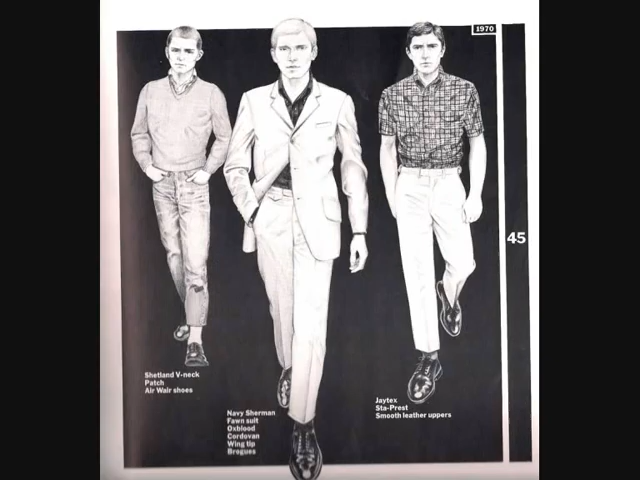 1970
45
Shetland V-neck
Patch
Air Wair shoes
Navy Sherman
Fawn suit
Oxblood
Cordovan
Wing tip
Brogues
Jaytex
Sta-Prest
Smooth leather uppers